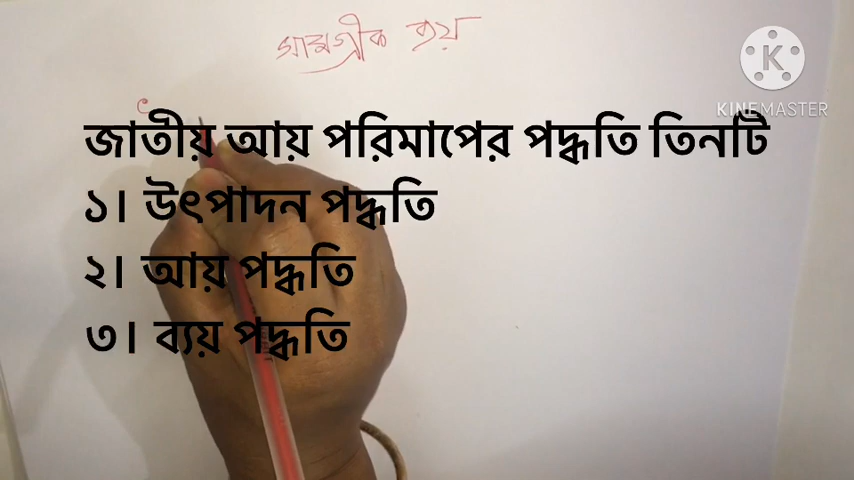 সামগ্রীক ব্যয়
KINEMASTER
জাতীয় আয় পরিমাপের পদ্ধতি তিনটি
১। উৎপাদন পদ্ধতি
২। আয় পদ্ধতি
৩। ব্যয় পদ্ধতি